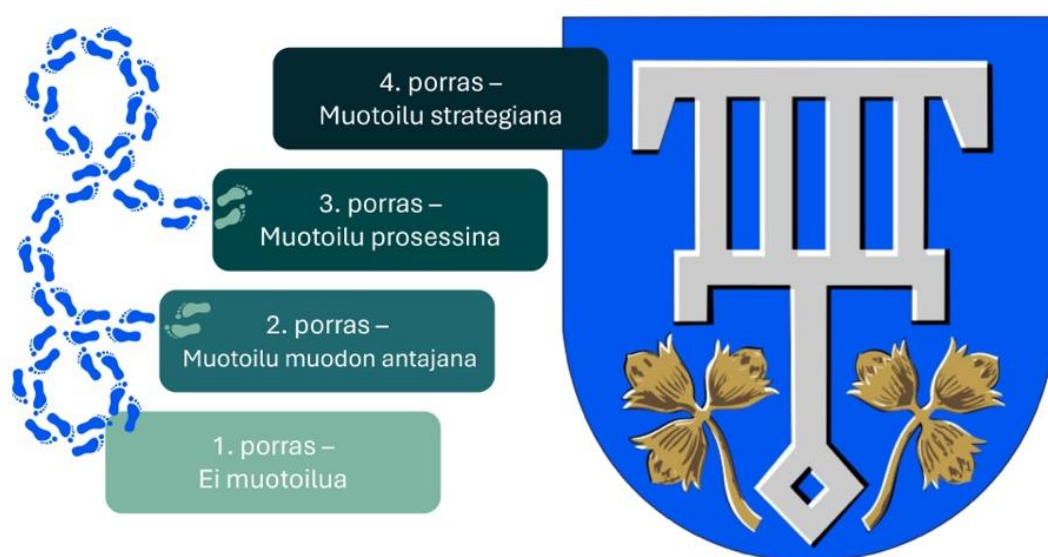 4. porras –
Muotoilu strategiana
3. porras –
Muotoilu prosessina
2. porras –
Muotoilu muodon antajana
1. porras –
Ei muotoilua